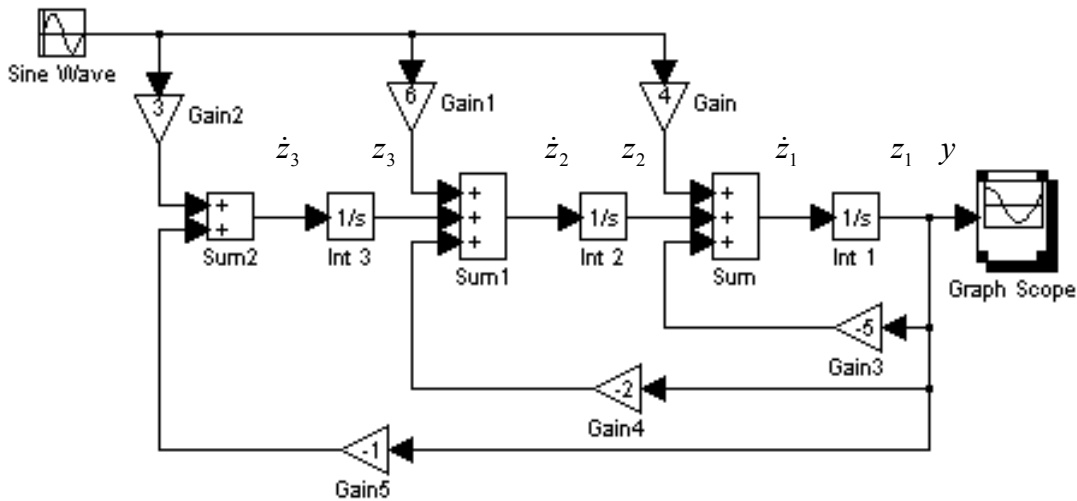 Sine Wave
3
Gain2
6
Gain1
4
Gain
ż₃
z₃
ż₂
z₂
ż₁
z₁
y
+
+
Sum2
1/s
Int 3
+
+
+
Sum1
1/s
Int 2
+
+
+
Sum
1/s
Int 1
Graph Scope
-5
Gain3
-2
Gain4
-1
Gain5